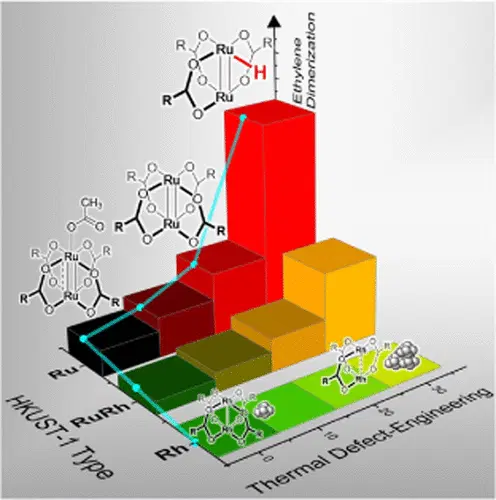 Ethylene
Dimerization
O O
R Ru O O R
O O H
Ru
O O
R
O O
R Ru O O R
O O
O Ru O
R O O R
CH₃
O O
R Ru O O R
O O
Ru
R O O R
Ru
RuRh
Rh
HKUST-1 Type
Rh
Rh
R
Rh
Rh
0
10
20
30
Thermal Defect-Engineering